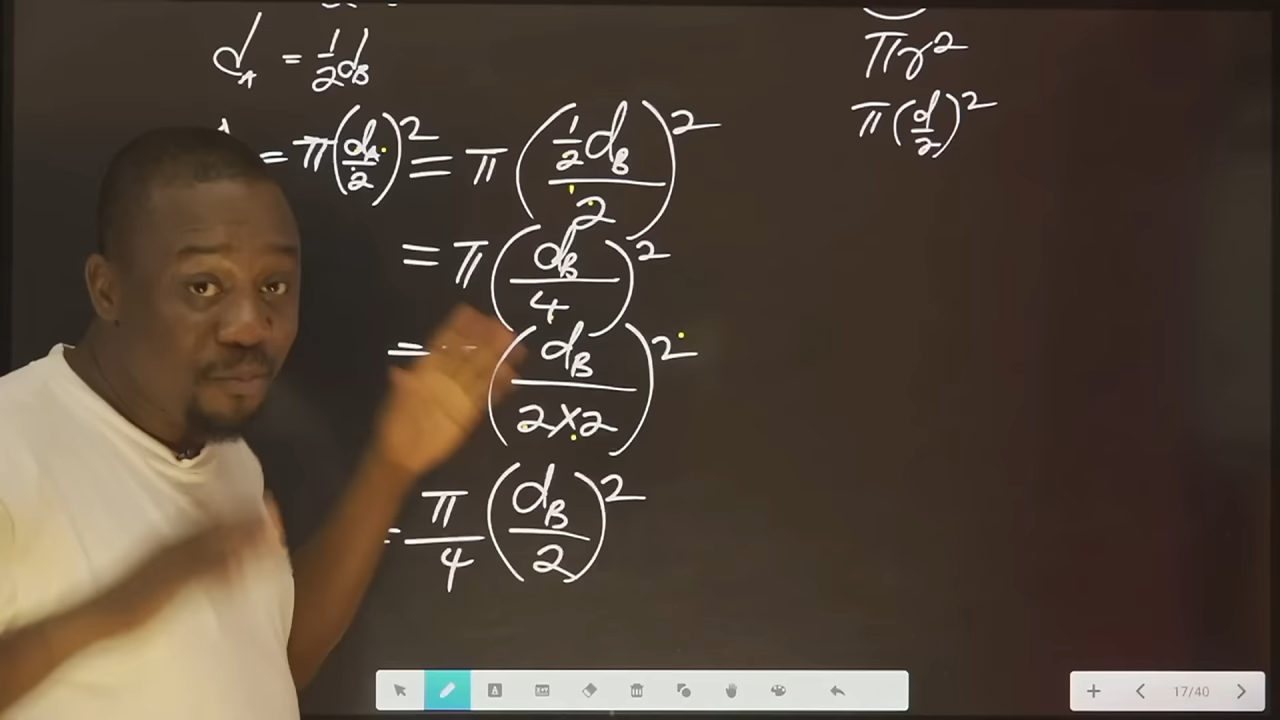 d_A = 1/2 d_B
= π(d_A/2)² = π((1/2 d_B)/2)²
= π(d_B/4)²
= (d_B/(2×2))²
= π/4 (d_B/2)²
πr²
π(d/2)²
17/40